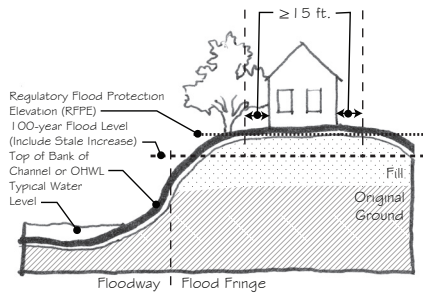 ≥15 ft.
Regulatory Flood Protection
Elevation (RFPE)
100-year Flood Level
(Include Stale Increase)
Top of Bank of
Channel or OHWL
Typical Water
Level
Fill
Original
Ground
Floodway
Flood Fringe